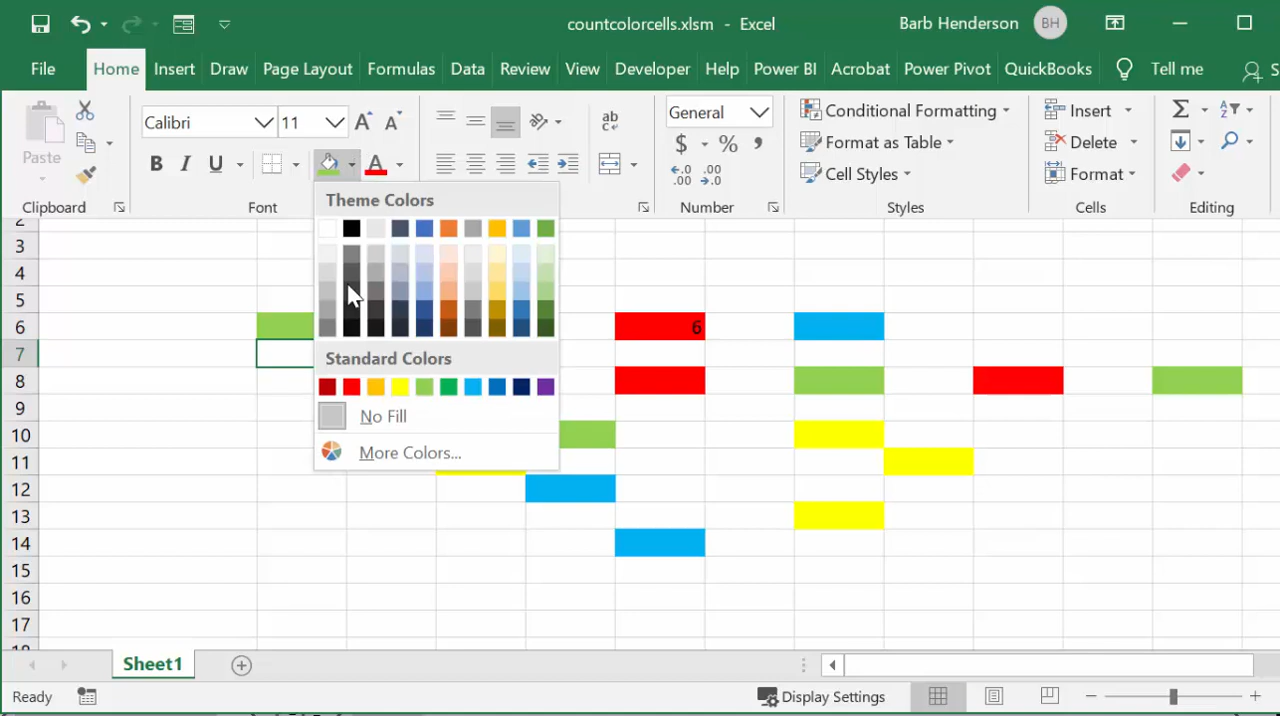 countcolorcells.xlsm - Excel
Barb Henderson
BH
File Home Insert Draw Page Layout Formulas Data Review View Developer Help Power BI Acrobat Power Pivot QuickBooks Tell me S
Paste
Calibri
11
A A
ab
General
Conditional Formatting
Insert
Σ
B I U
A
$ % ,
Format as Table
Delete
Cell Styles
Format
Clipboard
Font
Number
Styles
Cells
Editing
Theme Colors
2
3
4
5
6
6
7
Standard Colors
8
9
No Fill
10
More Colors...
11
12
13
14
15
16
17
Sheet1
Ready
Display Settings